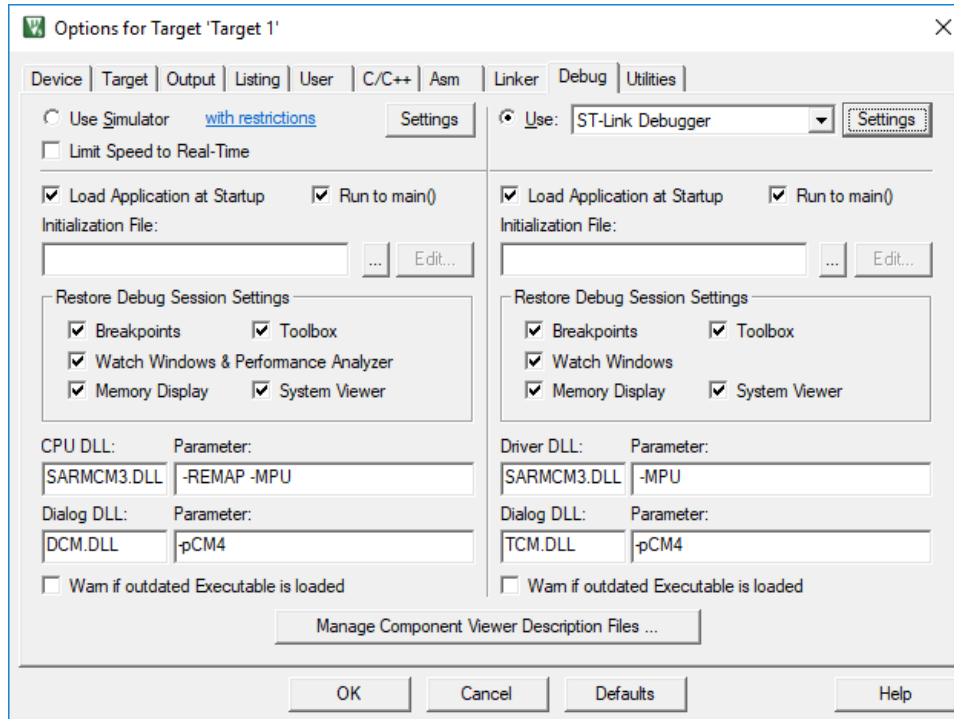 Options for Target 'Target 1'
Device Target Output Listing User C/C++ Asm Linker Debug Utilities
Use Simulator with restrictions Settings
Limit Speed to Real-Time
Load Application at Startup Run to main()
Initialization File:
... Edit...
Restore Debug Session Settings
Breakpoints Toolbox
Watch Windows & Performance Analyzer
Memory Display System Viewer
CPU DLL: Parameter:
SARMCM3.DLL -REMAP -MPU
Dialog DLL: Parameter:
DCM.DLL -pCM4
Warn if outdated Executable is loaded
Use: ST-Link Debugger Settings
Load Application at Startup Run to main()
Initialization File:
... Edit...
Restore Debug Session Settings
Breakpoints Toolbox
Watch Windows
Memory Display System Viewer
Driver DLL: Parameter:
SARMCM3.DLL -MPU
Dialog DLL: Parameter:
TCM.DLL -pCM4
Warn if outdated Executable is loaded
Manage Component Viewer Description Files ...
OK Cancel Defaults Help